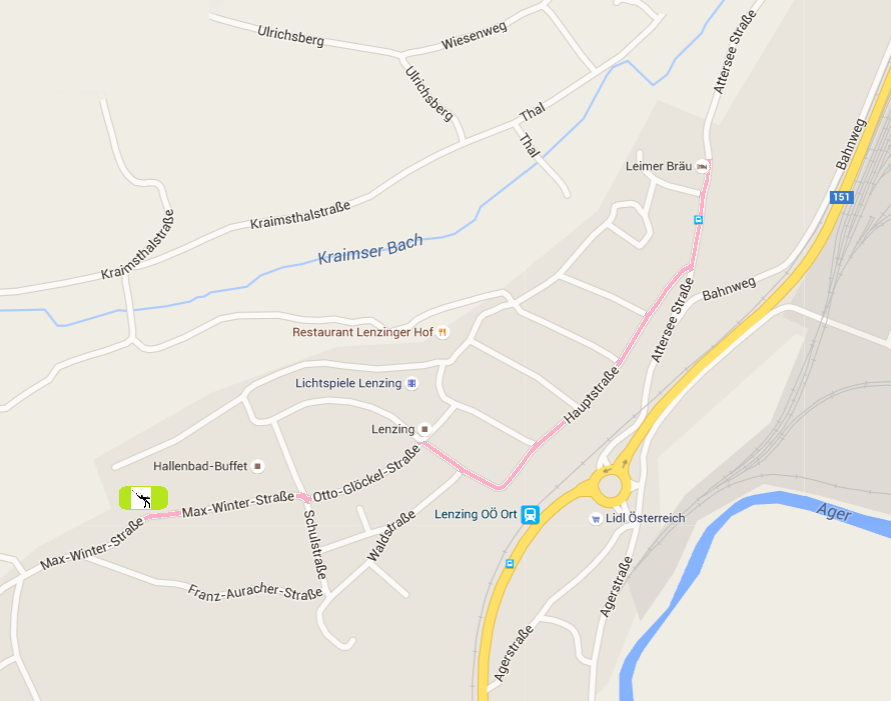 Ulrichsberg
Wiesenweg
Attersee Straße
Ulrichsberg
Thal
Thal
Bahnweg
Leimer Bräu
151
Kraimsthalstraße
Kraimsthalstraße
Kraimser Bach
Bahnweg
Attersee Straße
Restaurant Lenzinger Hof
Lichtspiele Lenzing
Hauptstraße
Lenzing
Hallenbad-Buffet
Otto-Glöckel-Straße
Max-Winter-Straße
Max-Winter-Straße
Schulstraße
Waldstraße
Lenzing OÖ Ort
Lidl Österreich
Ager
Franz-Auracher-Straße
Agerstraße
Agerstraße